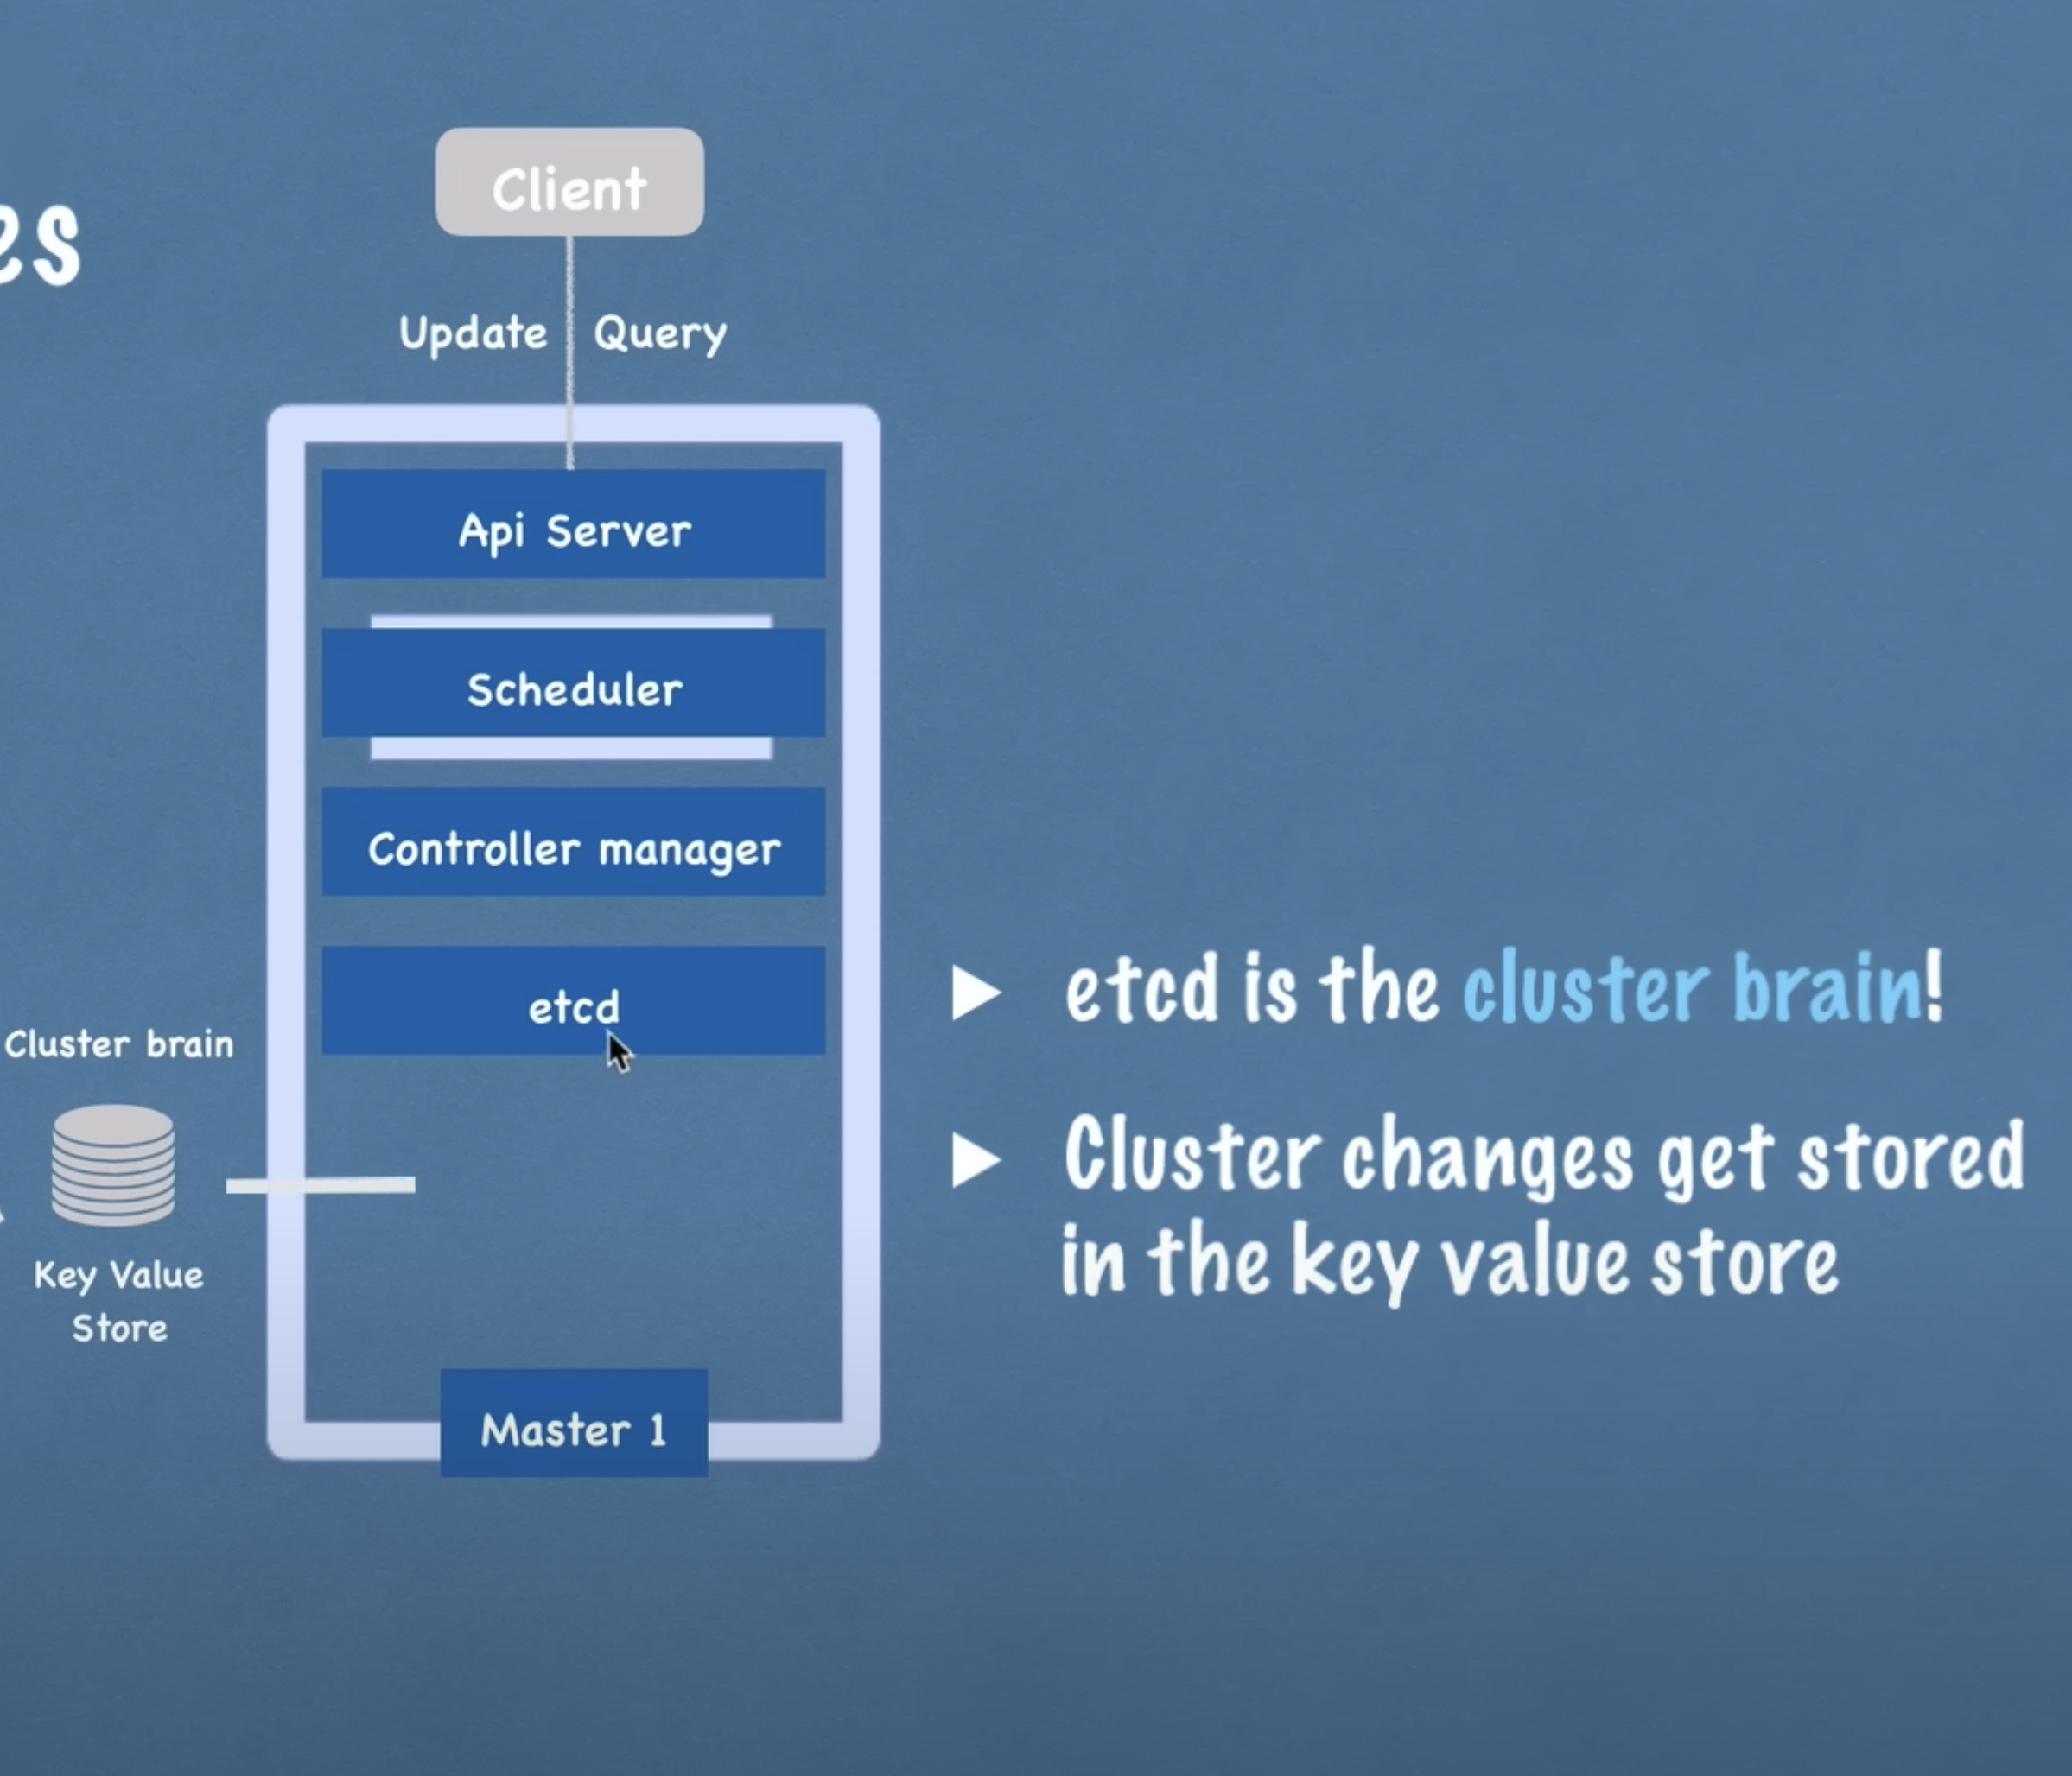 es
Client
Update Query
Api Server
Scheduler
Controller manager
etcd
Cluster brain
Key Value
Store
Master 1
etcd is the cluster brain!
Cluster changes get stored
in the key value store